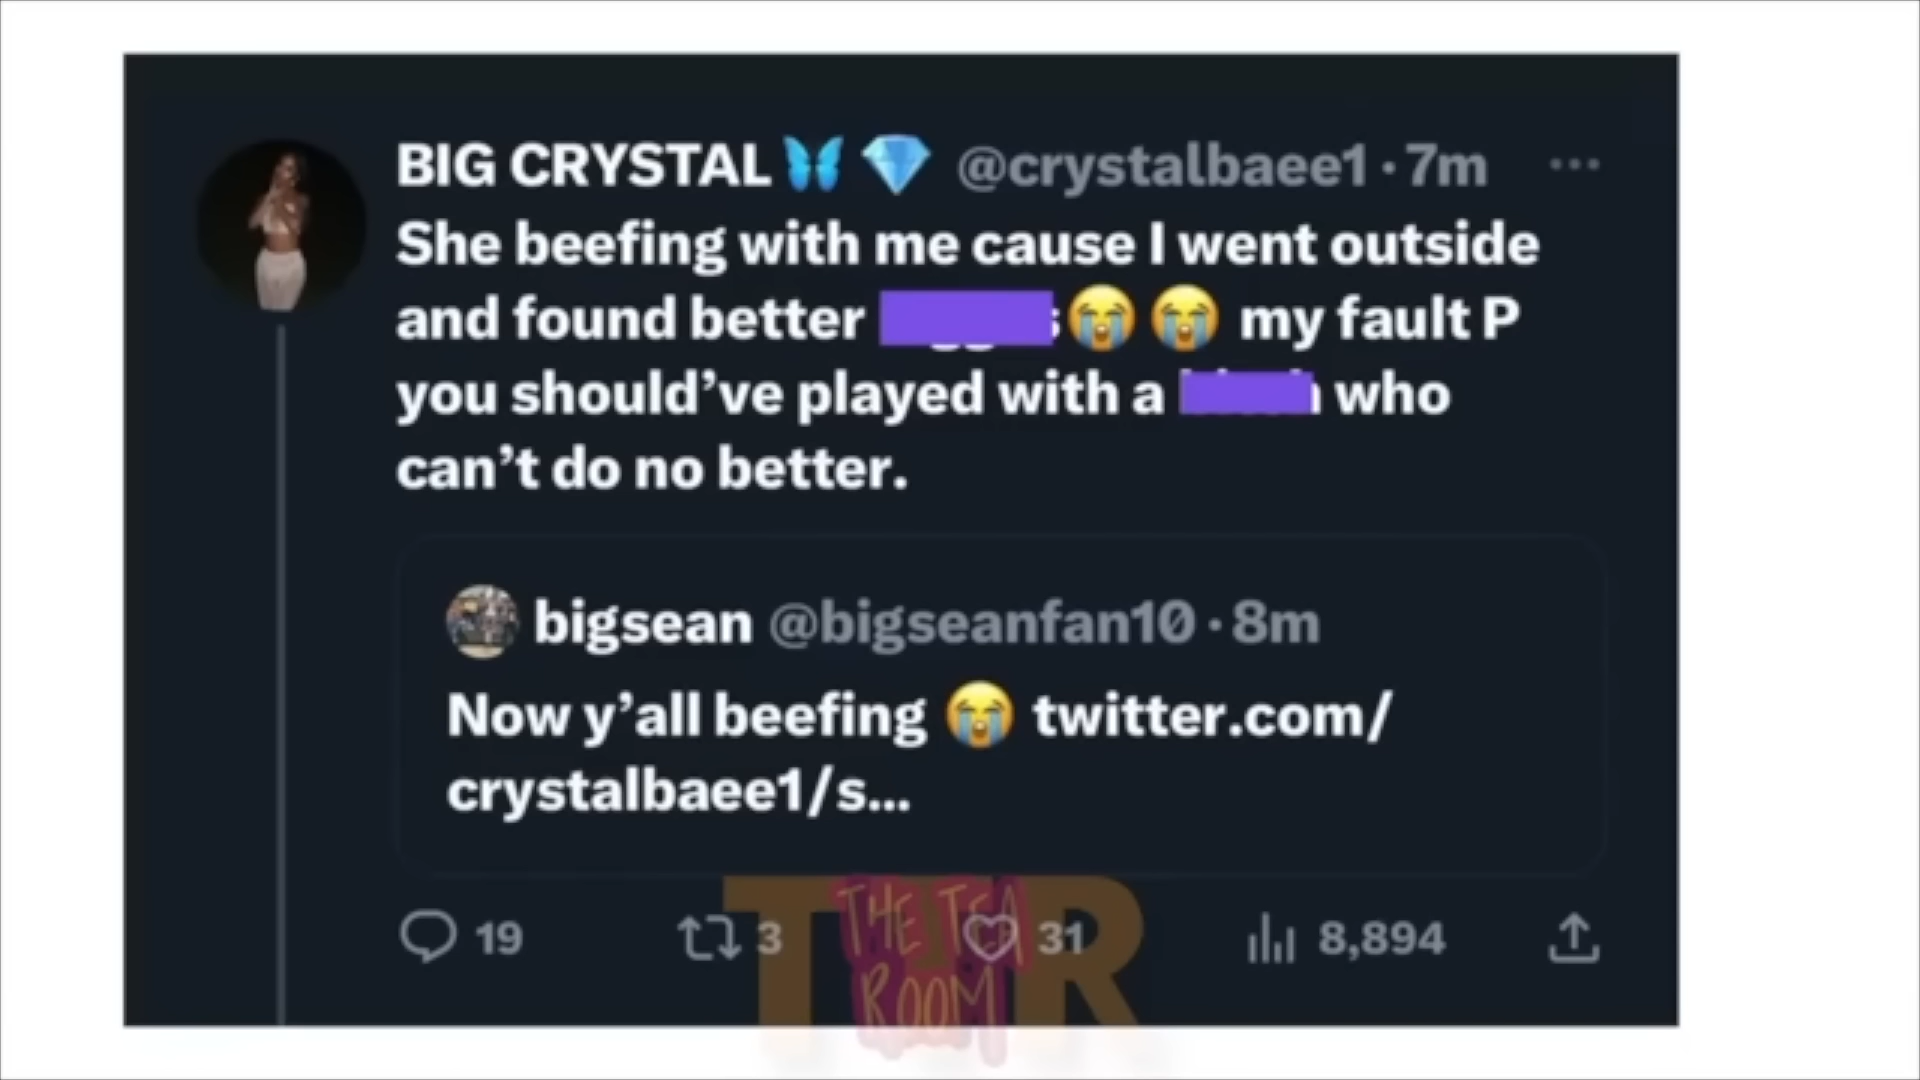 BIG CRYSTAL🦋💎 @crystalbaee1 · 7m
She beefing with me cause I went outside
and found better 😭😭 my fault P
you should’ve played with a who
can’t do no better.
bigsean @bigseanfan10 · 8m
Now y’all beefing 😭 twitter.com/
crystalbaee1/s...
19 3 31 8,894
THE TEA
ROOM
TR